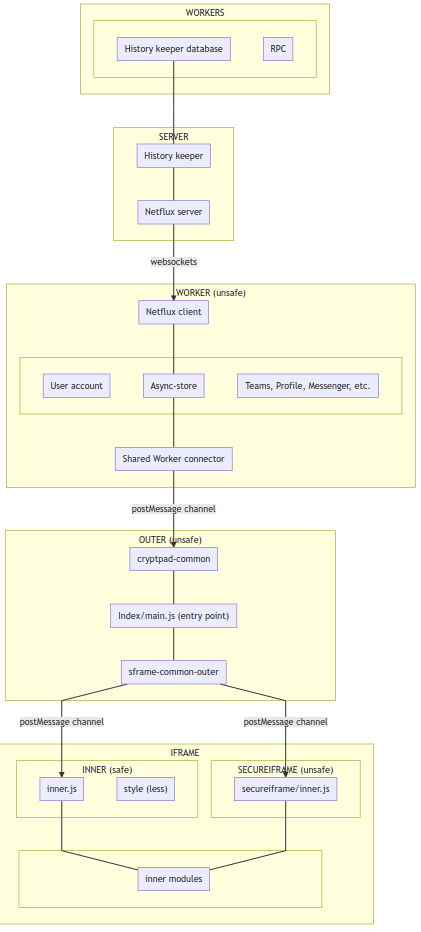 WORKERS
History keeper database
RPC
SERVER
History keeper
Netflux server
websockets
WORKER (unsafe)
Netflux client
User account
Async-store
Teams, Profile, Messenger, etc.
Shared Worker connector
postMessage channel
OUTER (unsafe)
cryptpad-common
Index/main.js (entry point)
sframe-common-outer
postMessage channel
postMessage channel
IFRAME
INNER (safe)
SECUREIFRAME (unsafe)
inner.js
style (less)
secureiframe/inner.js
inner modules